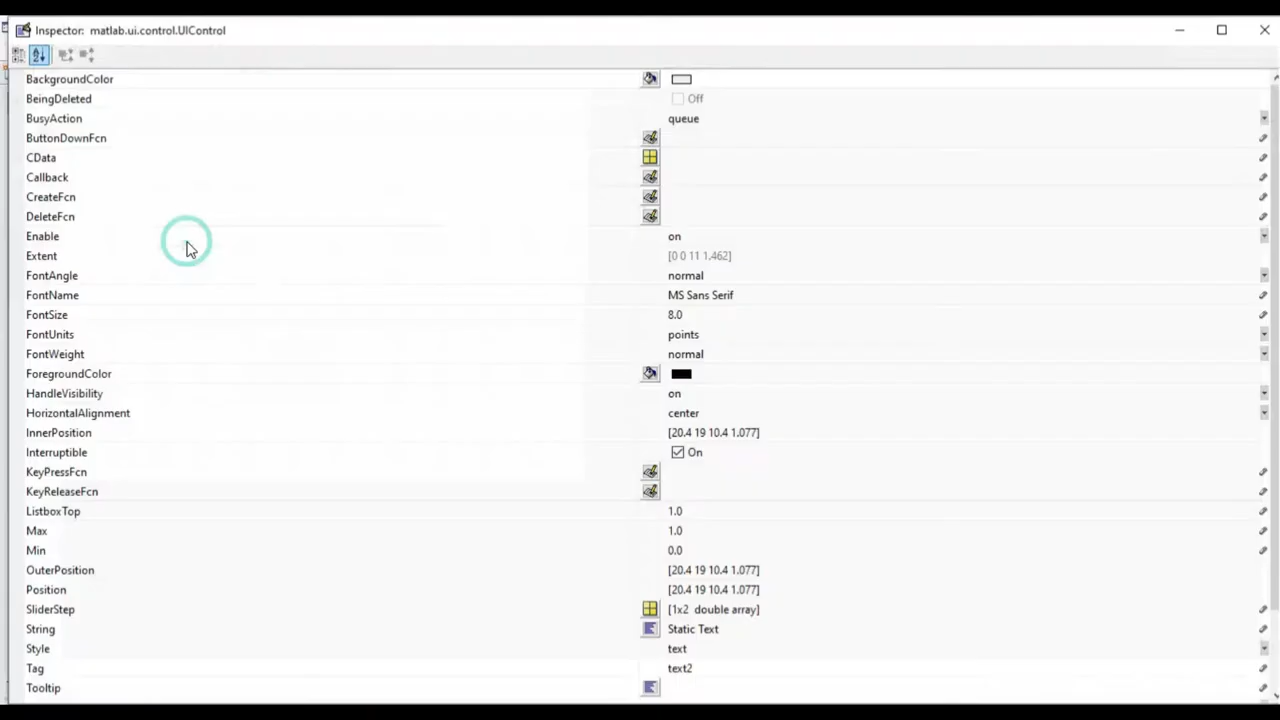 Inspector: matlab.ui.control.UIControl
BackgroundColor
BeingDeleted Off
BusyAction queue
ButtonDownFcn
CData
Callback
CreateFcn
DeleteFcn
Enable on
Extent [0 0 11 1.462]
FontAngle normal
FontName MS Sans Serif
FontSize 8.0
FontUnits points
FontWeight normal
ForegroundColor
HandleVisibility on
HorizontalAlignment center
InnerPosition [20.4 19 10.4 1.077]
Interruptible On
KeyPressFcn
KeyReleaseFcn
ListboxTop 1.0
Max 1.0
Min 0.0
OuterPosition [20.4 19 10.4 1.077]
Position [20.4 19 10.4 1.077]
SliderStep [1x2 double array]
String Static Text
Style text
Tag text2
Tooltip